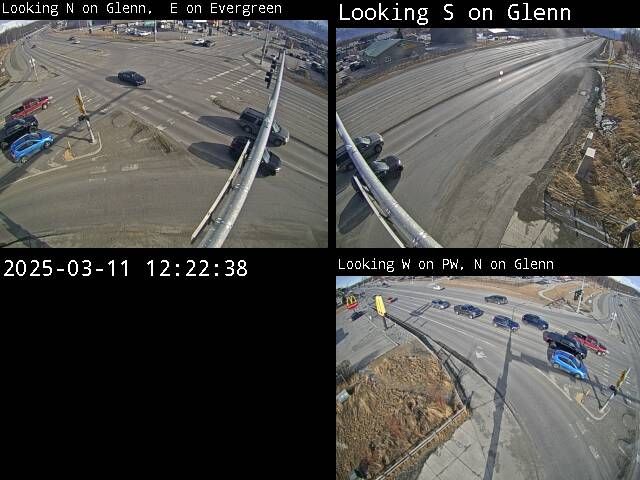 Looking N on Glenn,  E on Evergreen
Looking S on Glenn
2025-03-11 12:22:38
Looking W on PW, N on Glenn